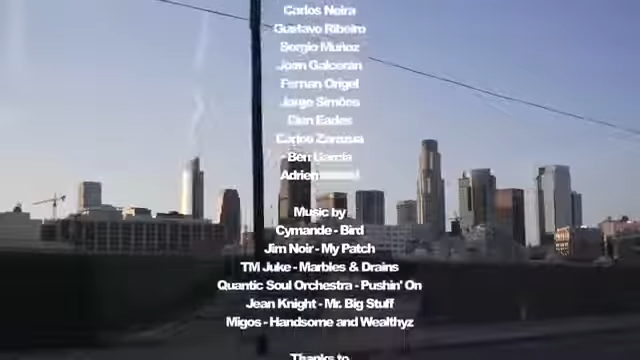 Carlos Neira
Gustavo Ribeiro
Sergio Muñoz
Joan Galceran
Ferran Origel
Jorge Simões
Dan Eades
Carlos Zarazua
Ben Garcia
Music by
Cymande - Bird
Jim Noir - My Patch
TM Juke - Marbles & Drains
Quantic Soul Orchestra - Pushin' On
Jean Knight - Mr. Big Stuff
Migos - Handsome and Wealthyz
Thanks to